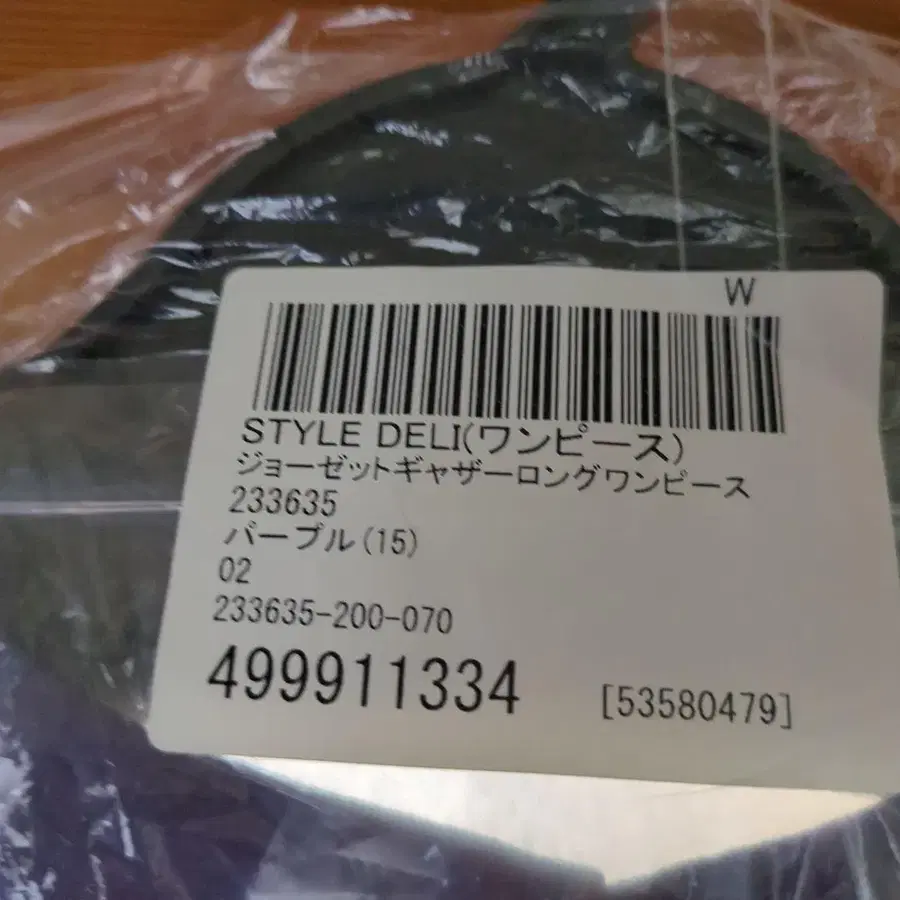 W
STYLE DELI(ワンピース)
ジョーゼットギャザーロングワンピース
233635
パープル(15)
02
233635-200-070
499911334
[53580479]